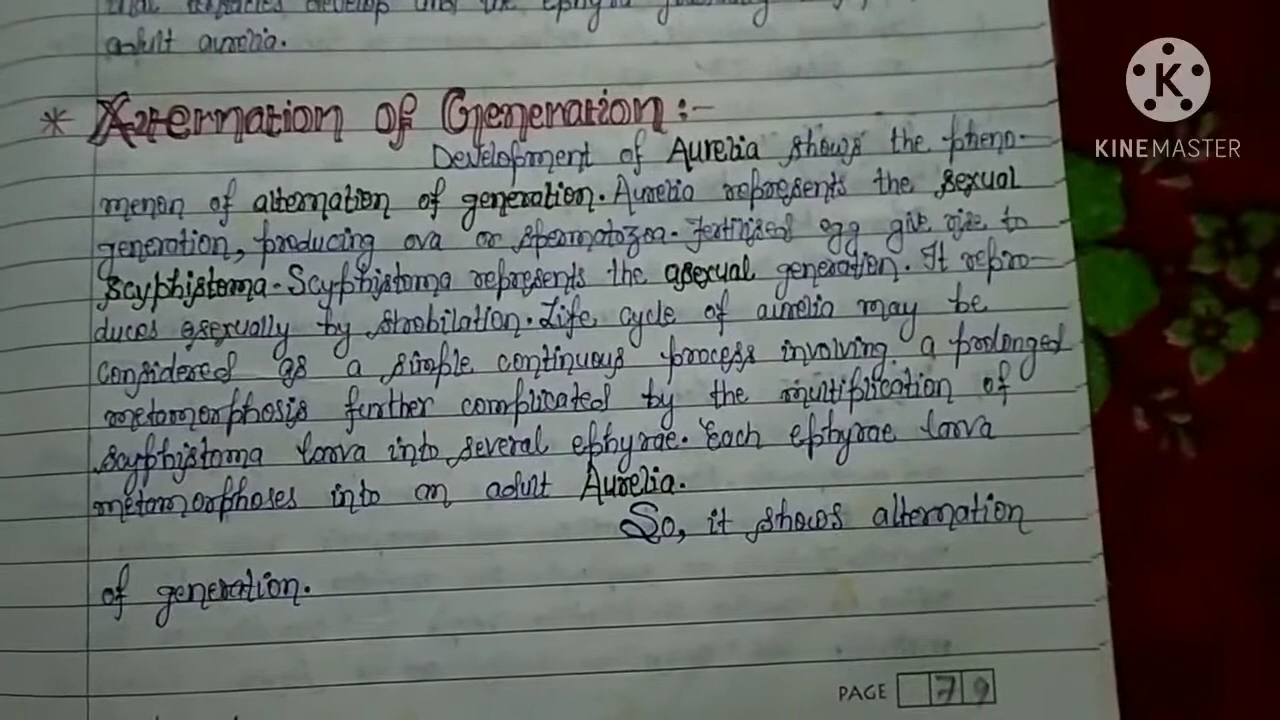 adult aurelia.
* Alternation of Generation :-
Development of Aurelia shows the pheno-
menon of alternation of generation. Aurelia represents the sexual
generation, producing ova or spermatozoa. Fertilised egg give rise to
scyphistoma. Scyphistoma represents the asexual generation. It repro-
duces asexually by strobilation. Life cycle of aurelia may be
considered as a simple continuous process involving a prolonged
metamorphosis further complicated by the multiplication of
scyphistoma larva into several ephyrae. Each ephyrae larva
metamorphoses into an adult Aurelia.
So, it shows alternation
of generation.
PAGE 79
K
KINEMASTER